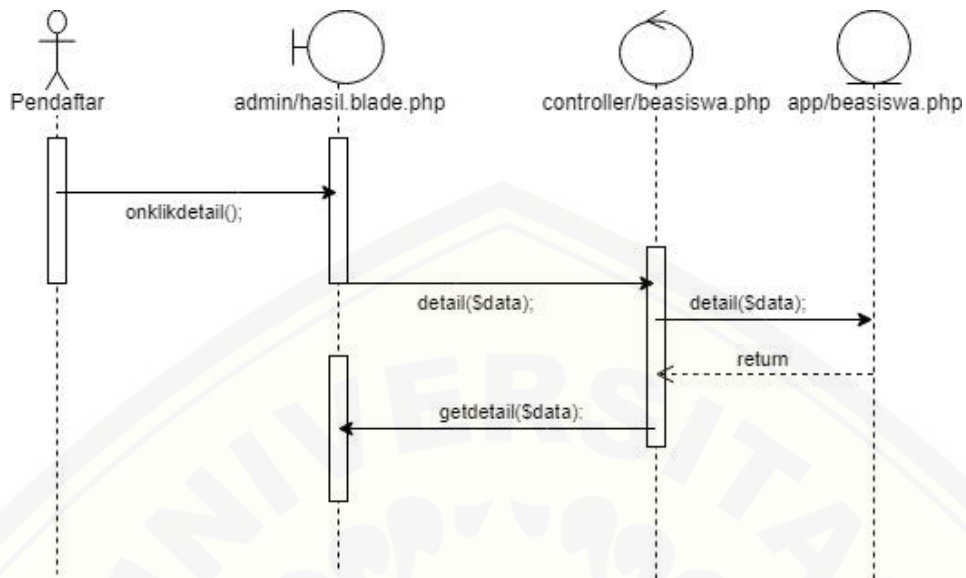 Pendaftar
admin/hasil.blade.php
controller/beasiswa.php
app/beasiswa.php
onklikdetail();
detail($data);
detail($data);
return
getdetail($data):
UNIVERSITA